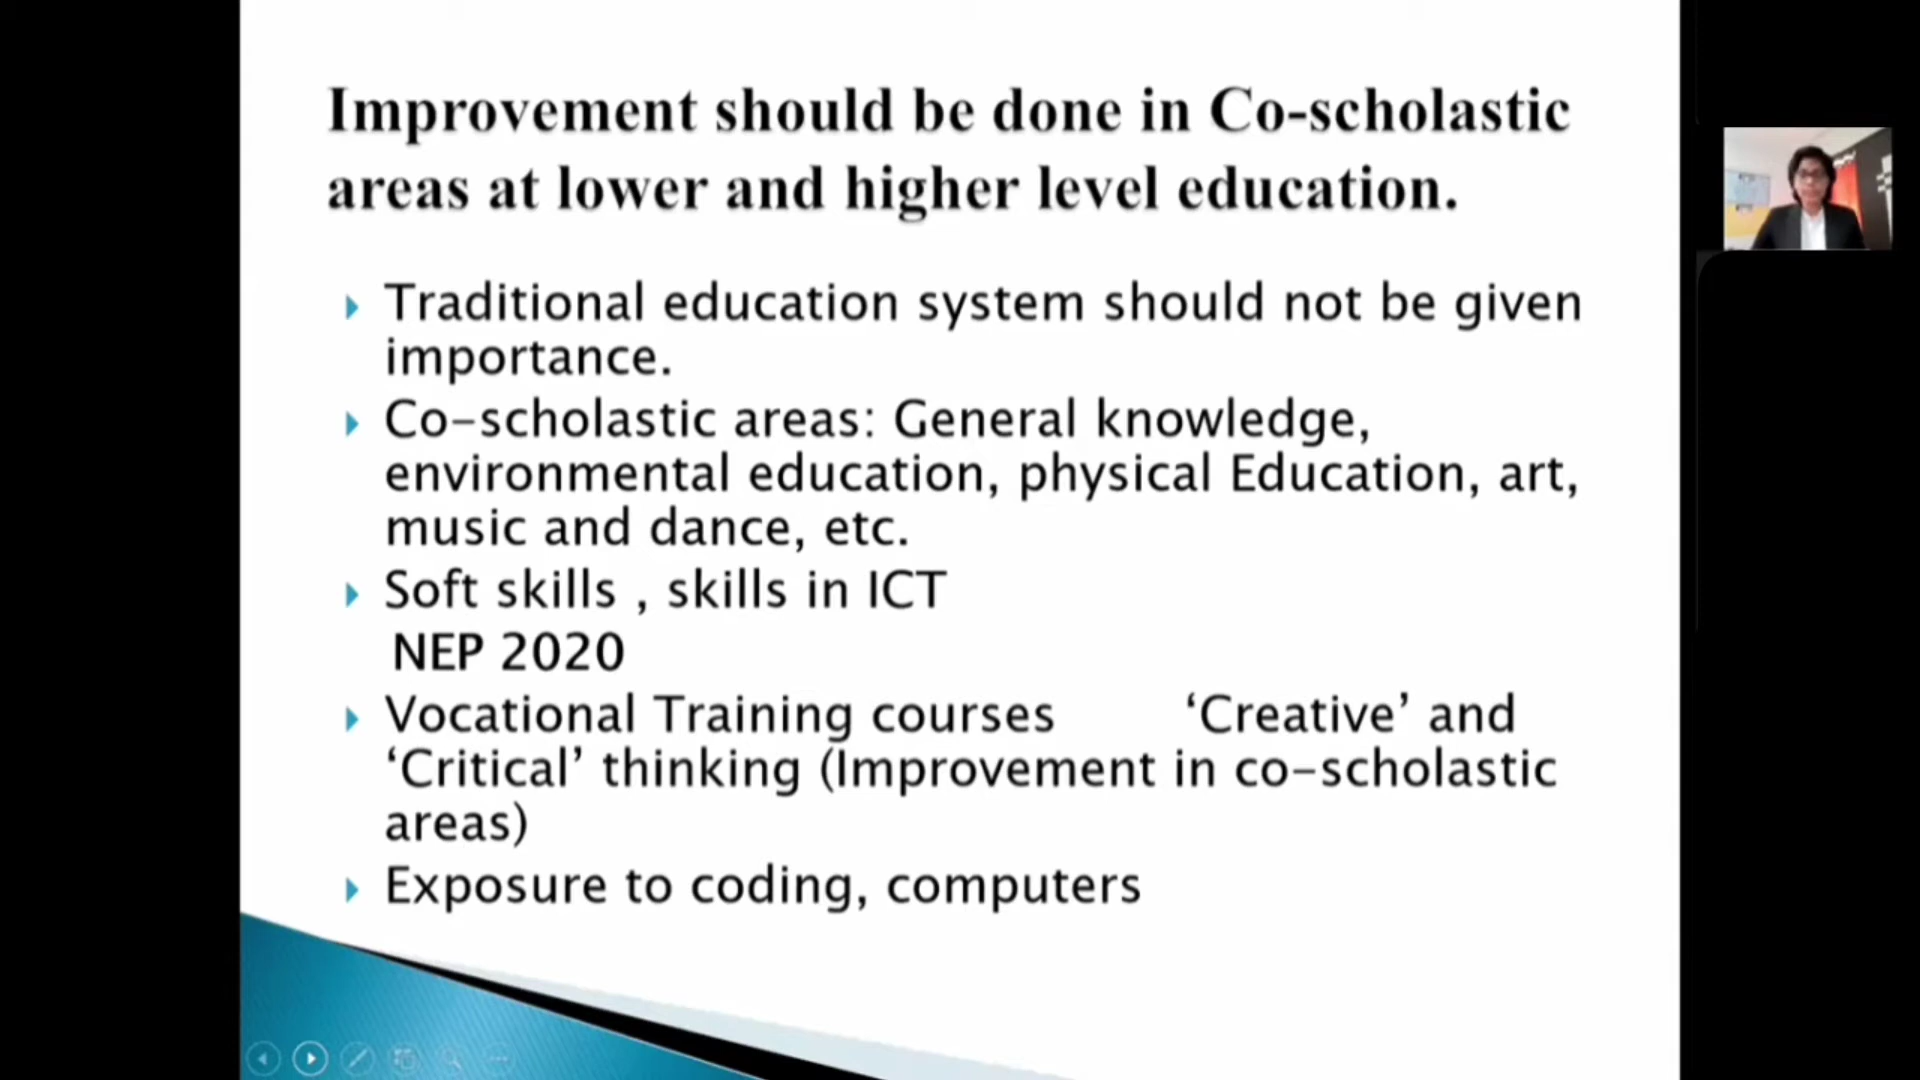 Improvement should be done in Co-scholastic
areas at lower and higher level education.
Traditional education system should not be given
importance.
Co-scholastic areas: General knowledge,
environmental education, physical Education, art,
music and dance, etc.
Soft skills , skills in ICT
NEP 2020
Vocational Training courses ‘Creative’ and
‘Critical’ thinking (Improvement in co-scholastic
areas)
Exposure to coding, computers